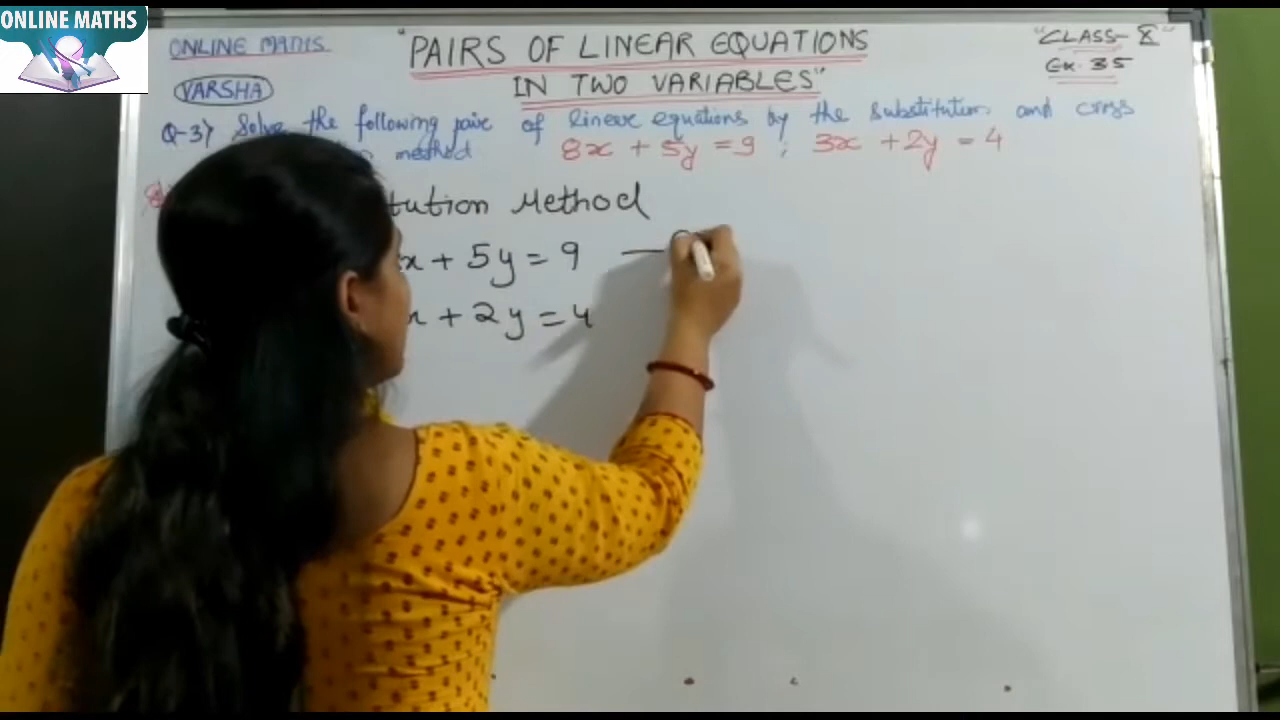 ONLINE MATHS
ONLINE MATHS
"PAIRS OF LINEAR EQUATIONS
IN TWO VARIABLES"
"CLASS- X"
Ex. 3.5
VARSHA
Q-3) Solve the following pair of linear equations by the substitution and cross
method 8x + 5y = 9 ; 3x + 2y = 4
tution Method
x + 5y = 9 —
x + 2y = 4